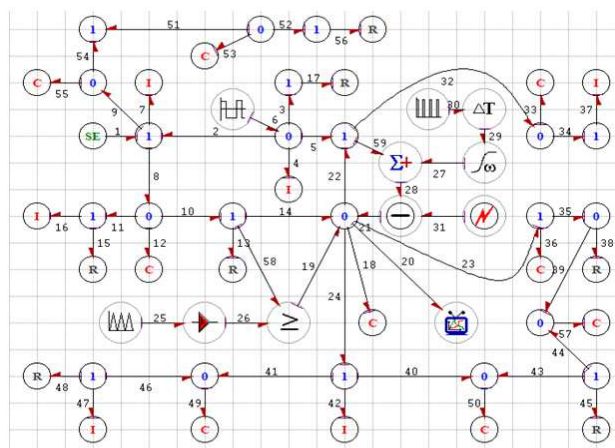 1 51 0 52 1 56 R
54 C 53
C 55 0 I 1 17 R 32 C I
9 7 3 30 ΔT 33 37
6 29
SE 1 1 2 0 5 1 59 Σ+ 27 ∫ω 0 34 1
4
8 I 22 28
I 16 1 11 0 10 1 14 0 21 − 31 1 35 0
15 12 13 58 19 18 20 23 36 39 38
R C R C R
24
25 26 ≥ C 0 57 C
44
R 48 1 46 0 41 1 40 0 43 1
47 49 42 50 45
I C I C R